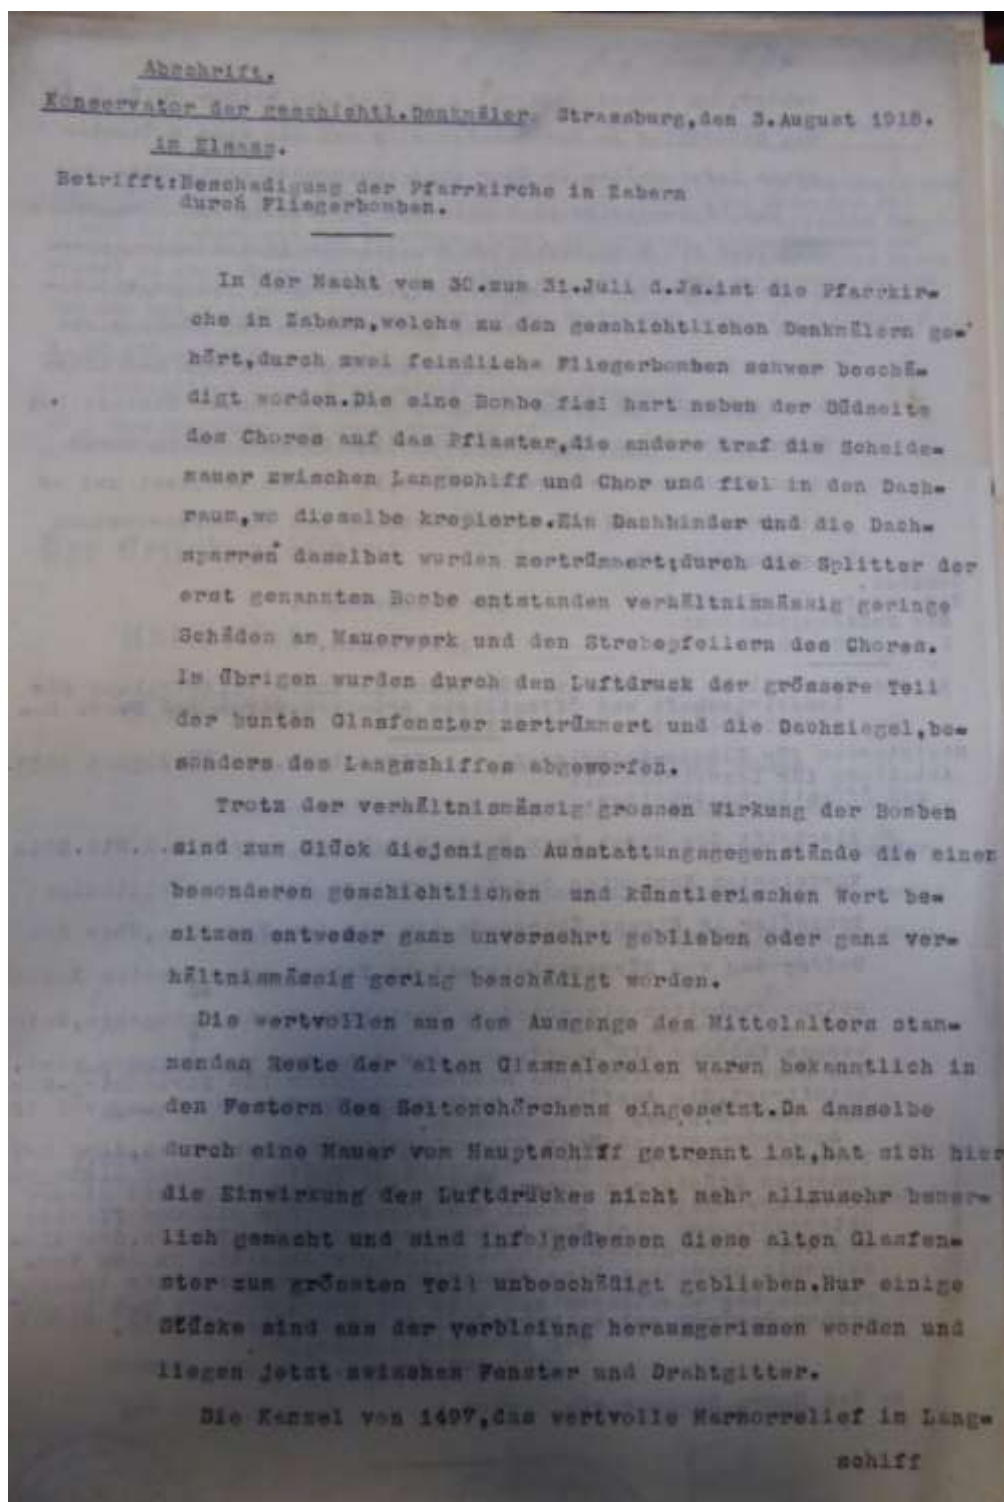 Abschrift.
Konservator der geschichtl.Denkmäler. Strassburg,den 3.August 1918.
im Elsass.
Betrifft:Beschädigung der Pfarrkirche in Zabern
durch Fliegerbomben.
In der Nacht vom 30.zum 31.Juli d.Js.ist die Pfarrkir-
che in Zabern,welche zu den geschichtlichen Denkmälern ge-
hört,durch zwei feindliche Fliegerbomben schwer beschä-
digt worden.Die eine Bombe fiel hart neben der Südseite
des Chores auf das Pflaster,die andere traf die Scheide-
mauer zwischen Langschiff und Chor und fiel in den Dach-
raum,wo dieselbe krepierte.Ein Dachbinder und die Dach-
sparren daselbst wurden zertrümmert;durch die Splitter der
erst genannten Bombe entstanden verhältnismässig geringe
Schäden am Mauerwerk und den Strebepfeilern des Chores.
Im Übrigen wurden durch den Luftdruck der grössere Teil
der bunten Glasfenster zertrümmert und die Dachziegel,be-
sonders des Langschiffes abgeworfen.
Trotz der verhältnismässig grossen Wirkung der Bomben
sind zum Glück diejenigen Ausstattungsgegenstände die einen
besonderen geschichtlichen und künstlerischen Wert be-
sitzen entweder ganz unversehrt geblieben oder ganz ver-
hältnismässig gering beschädigt worden.
Die wertvollen aus dem Ausgange des Mittelalters stam-
menden Reste der alten Glasmalereien waren bekanntlich in
den Festern des Seitenchörchens eingesetzt.Da dasselbe
durch eine Mauer vom Hauptschiff getrennt ist,hat sich hier
die Einwirkung des Luftdrückes nicht mehr allzusehr bemer-
lich gemacht und sind infolgedessen diese alten Glasfen-
ster zum grössten Teil unbeschädigt geblieben.Nur einige
Stücke sind aus der Verbleiung herausgerissen worden und
liegen jetzt zwischen Fenster und Drahtgitter.
Die Kanzel von 1497,das wertvolle Marmorrelief im Lang-
schiff